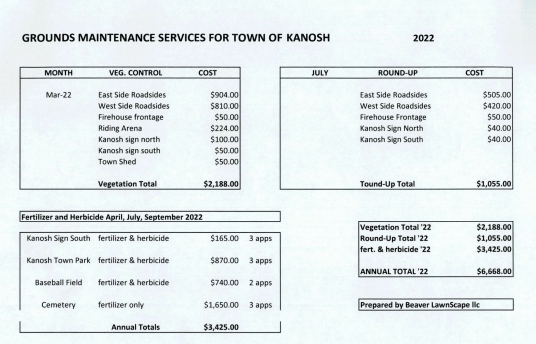 GROUNDS MAINTENANCE SERVICES FOR TOWN OF KANOSH 2022
MONTH VEG. CONTROL COST
Mar-22 East Side Roadsides $904.00
West Side Roadsides $810.00
Firehouse frontage $50.00
Riding Arena $224.00
Kanosh sign north $100.00
Kanosh sign south $50.00
Town Shed $50.00
Vegetation Total $2,188.00
JULY ROUND-UP COST
East Side Roadsides $505.00
West Side Roadsides $420.00
Firehouse Frontage $50.00
Kanosh Sign North $40.00
Kanosh Sign South $40.00
Tound-Up Total $1,055.00
Fertilizer and Herbicide April, July, September 2022
Kanosh Sign South fertilizer & herbicide $165.00 3 apps
Kanosh Town Park fertilizer & herbicide $870.00 3 apps
Baseball Field fertilizer & herbicide $740.00 2 apps
Cemetery fertilizer only $1,650.00 3 apps
Annual Totals $3,425.00
Vegetation Total '22 $2,188.00
Round-Up Total '22 $1,055.00
fert. & herbicide '22 $3,425.00
ANNUAL TOTAL '22 $6,668.00
Prepared by Beaver LawnScape llc